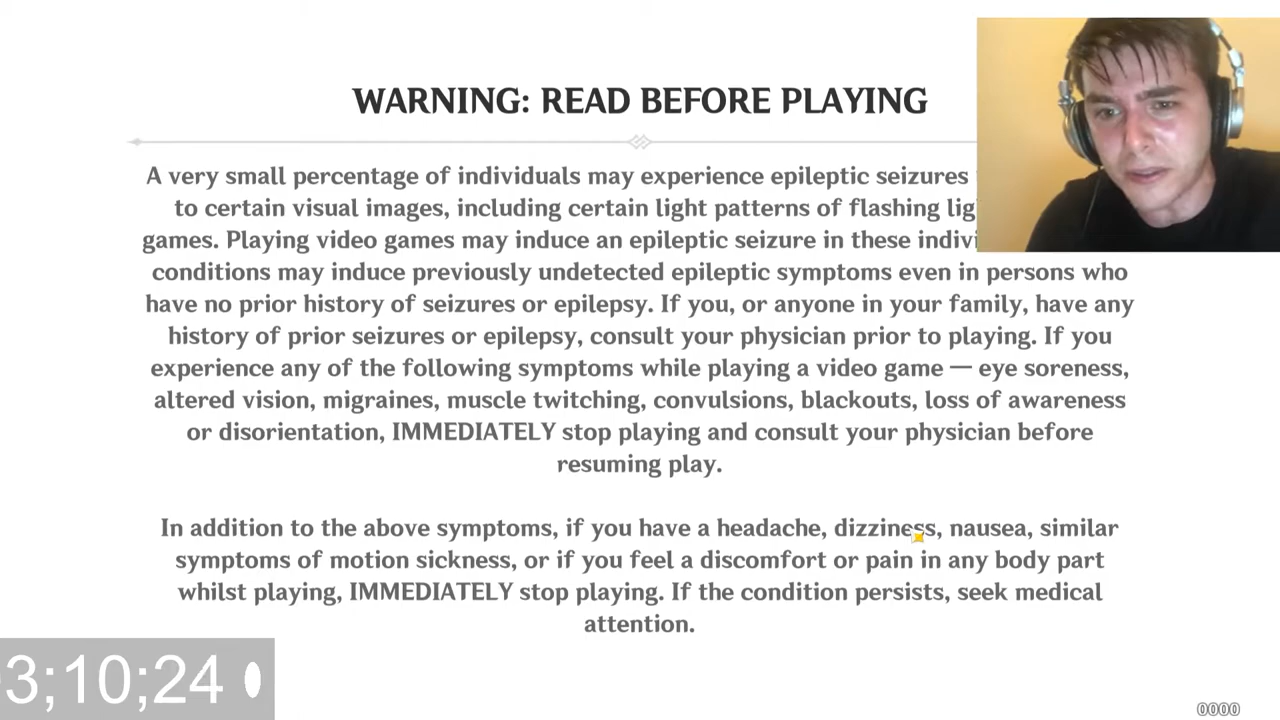 WARNING: READ BEFORE PLAYING
A very small percentage of individuals may experience epileptic seizures
to certain visual images, including certain light patterns of flashing lig
games. Playing video games may induce an epileptic seizure in these indivi
conditions may induce previously undetected epileptic symptoms even in persons who
have no prior history of seizures or epilepsy. If you, or anyone in your family, have any
history of prior seizures or epilepsy, consult your physician prior to playing. If you
experience any of the following symptoms while playing a video game — eye soreness,
altered vision, migraines, muscle twitching, convulsions, blackouts, loss of awareness
or disorientation, IMMEDIATELY stop playing and consult your physician before
resuming play.
In addition to the above symptoms, if you have a headache, dizziness, nausea, similar
symptoms of motion sickness, or if you feel a discomfort or pain in any body part
whilst playing, IMMEDIATELY stop playing. If the condition persists, seek medical
attention.
3;10;24
0000